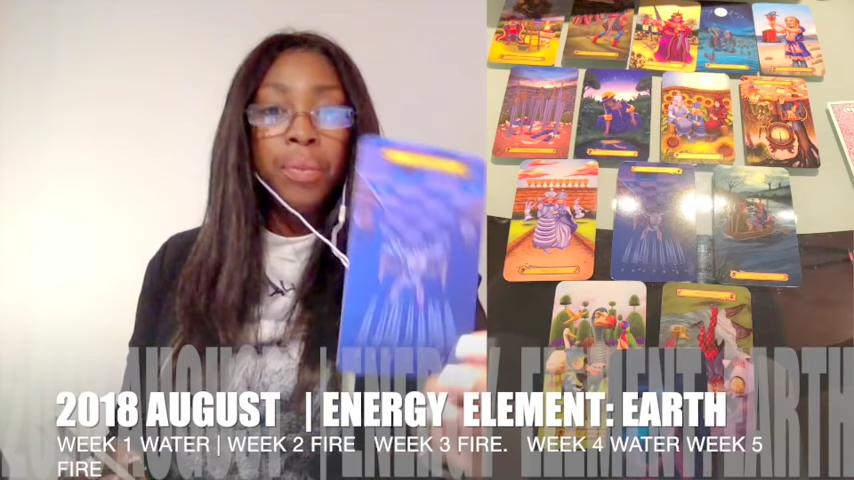 2018 AUGUST | ENERGY ELEMENT: EARTH
WEEK 1 WATER | WEEK 2 FIRE WEEK 3 FIRE. WEEK 4 WATER WEEK 5
FIRE